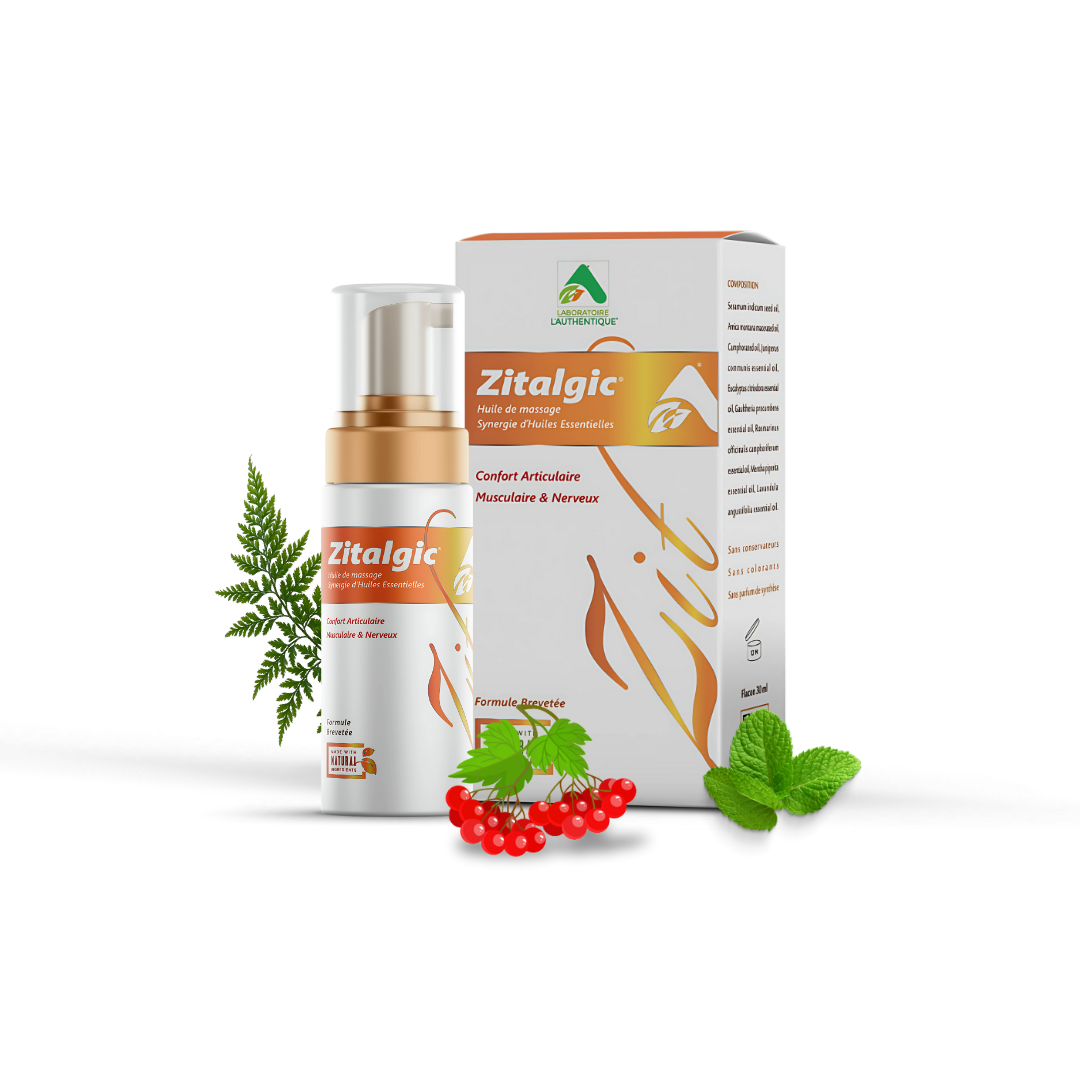 Zitalgic®
Huile de massage
Synergie d'Huiles Essentielles
Confort Articulaire
Musculaire & Nerveux
Formule
Brevetée
MADE WITH
NATURAL
INGREDIENTS
LABORATOIRE
L'AUTHENTIQUE®
Zitalgic®
Huile de massage
Synergie d'Huiles Essentielles
Confort Articulaire
Musculaire & Nerveux
Zit
Formule Brevetée
COMPOSITION
Sesamum indicum seed oil,
Arnica montana macerated oil,
Camphorated oil, Juniperus
communis essential oil,
Eucalyptus citriodora essential
oil, Gaultheria procumbens
essential oil, Rosmarinus
officinalis camphoriferum
essential oil, Mentha piperita
essential oil, Lavandula
angustifolia essential oil.
Sans conservateurs
Sans colorants
Sans parfum de synthèse
Flacon 30 ml